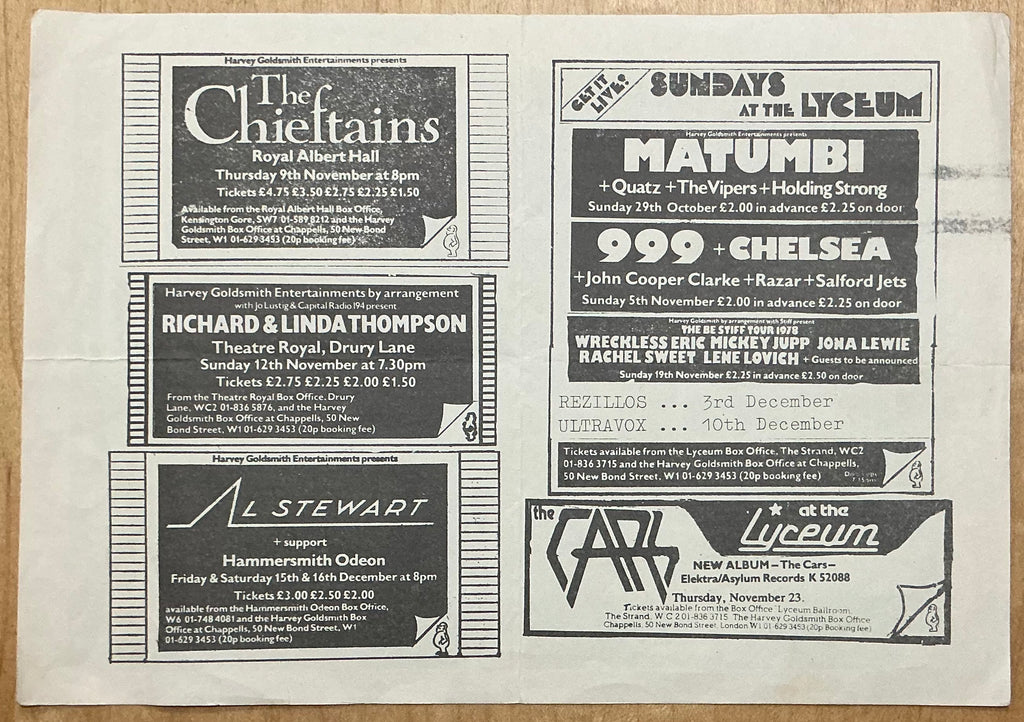 Harvey Goldsmith Entertainments presents
The
Chieftains
Royal Albert Hall
Thursday 9th November at 8pm
Tickets £4.75 £3.50 £2.75 £2.25 £1.50
Available from the Royal Albert Hall Box Office,
Kensington Gore, SW7 01-589 8212 and the Harvey
Goldsmith Box Office at Chappells, 50 New Bond
Street, W1 01-629 3453 (20p booking fee)
Harvey Goldsmith Entertainments by arrangement
with Jo Lustig & Capital Radio 194 present
RICHARD & LINDA THOMPSON
Theatre Royal, Drury Lane
Sunday 12th November at 7.30pm
Tickets £2.75 £2.25 £2.00 £1.50
From the Theatre Royal Box Office, Drury
Lane, WC2 01-836 5876, and the Harvey
Goldsmith Box Office at Chappells, 50 New
Bond Street, W1 01-629 3453 (20p booking fee)
Harvey Goldsmith Entertainments presents
AL STEWART
+ support
Hammersmith Odeon
Friday & Saturday 15th & 16th December at 8pm
Tickets £3.00 £2.50 £2.00
available from the Hammersmith Odeon Box Office,
W6 01-748 4081 and the Harvey Goldsmith Box
Office at Chappells, 50 New Bond Street, W1
01-629 3453 (20p booking fee)
GET IT
LIVE!
SUNDAYS
AT THE LYCEUM
Harvey Goldsmith Entertainments presents
MATUMBI
+Quatz +The Vipers +Holding Strong
Sunday 29th October £2.00 in advance £2.25 on door
999 + CHELSEA
+John Cooper Clarke +Razar +Salford Jets
Sunday 5th November £2.00 in advance £2.25 on door
Harvey Goldsmith by arrangement with Stiff present
THE BE STIFF TOUR 1978
WRECKLESS ERIC MICKEY JUPP JONA LEWIE
RACHEL SWEET LENE LOVICH + Guests to be announced
Sunday 19th November £2.25 in advance £2.50 on door
REZILLOS ... 3rd December
ULTRAVOX ... 10th December
Tickets available from the Lyceum Box Office, The Strand, WC2
01-836 3715 and the Harvey Goldsmith Box Office at Chappells,
50 New Bond Street, W1 01-629 3453 (20p booking fee)
the CARS
at the
Lyceum
NEW ALBUM – The Cars –
Elektra/Asylum Records K 52088
Thursday, November 23.
Tickets available from the Box Office Lyceum Ballroom,
The Strand, W C 2 01-836 3715 The Harvey Goldsmith Box Office
Chappells, 50 New Bond Street, London W1 01-629 3453 (20p Booking fee)